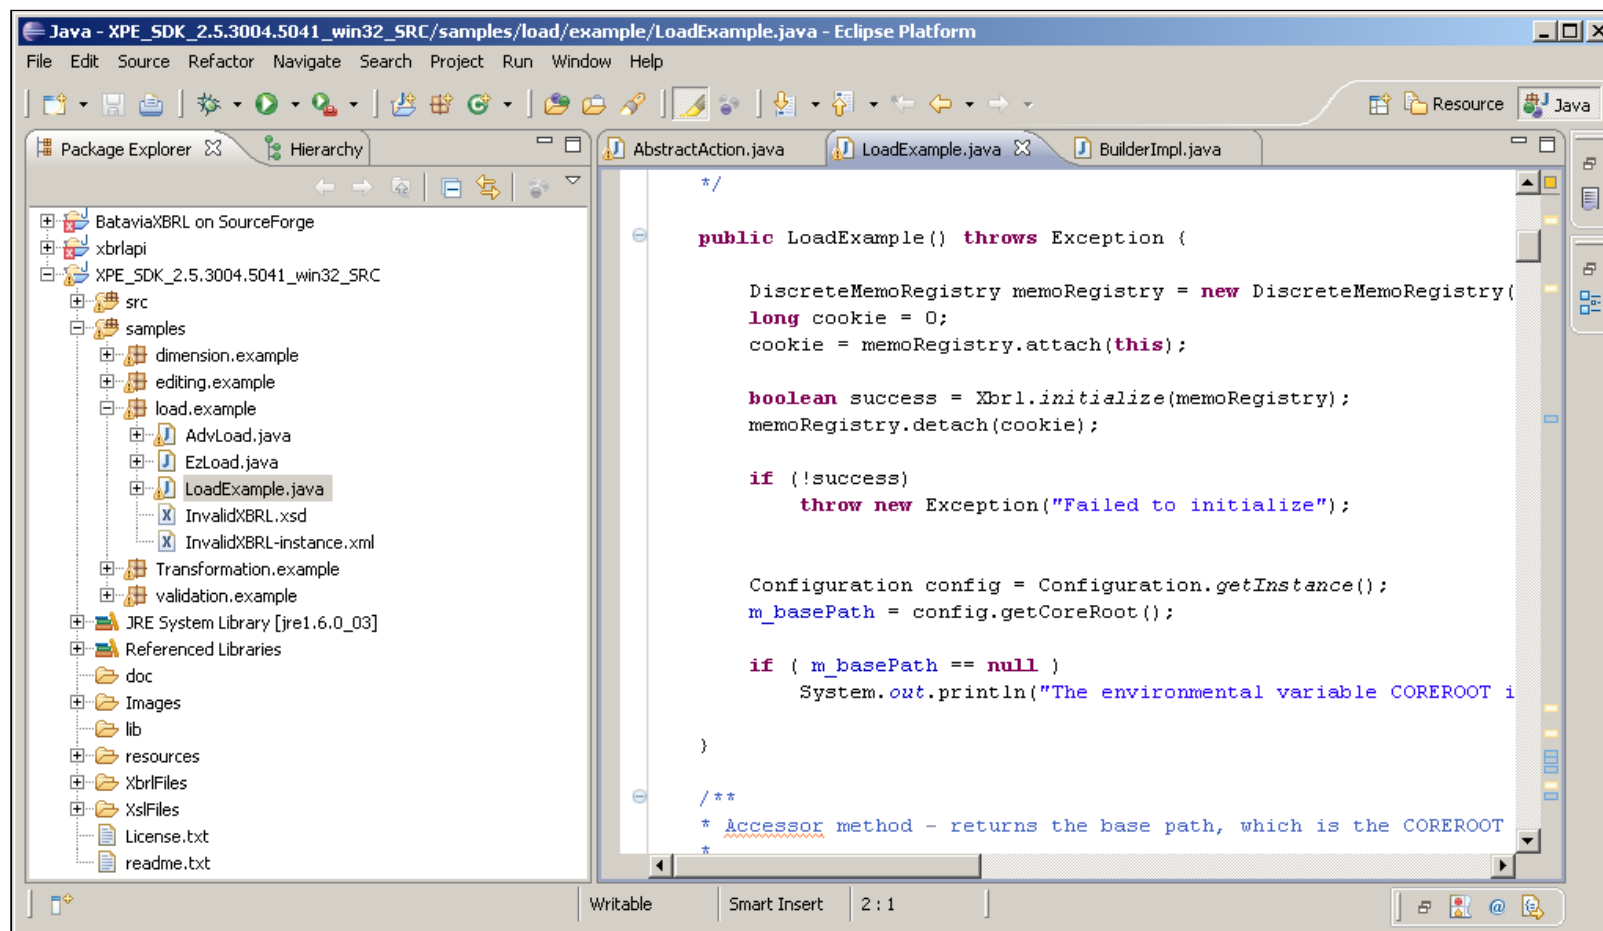 Java - XPE_SDK_2.5.3004.5041_win32_SRC/samples/load/example/LoadExample.java - Eclipse Platform
File Edit Source Refactor Navigate Search Project Run Window Help
Resource Java
Package Explorer Hierarchy
AbstractAction.java LoadExample.java BuilderImpl.java
BataviaXBRL on SourceForge
xbrlapi
XPE_SDK_2.5.3004.5041_win32_SRC
src
samples
dimension.example
editing.example
load.example
AdvLoad.java
EzLoad.java
LoadExample.java
InvalidXBRL.xsd
InvalidXBRL-instance.xml
Transformation.example
validation.example
JRE System Library [jre1.6.0_03]
Referenced Libraries
doc
Images
lib
resources
XbrlFiles
XslFiles
License.txt
readme.txt
*/
public LoadExample() throws Exception {
DiscreteMemoRegistry memoRegistry = new DiscreteMemoRegistry(
long cookie = 0;
cookie = memoRegistry.attach(this);
boolean success = Xbrl.initialize(memoRegistry);
memoRegistry.detach(cookie);
if (!success)
throw new Exception("Failed to initialize");
Configuration config = Configuration.getInstance();
m_basePath = config.getCoreRoot();
if ( m_basePath == null )
System.out.println("The environmental variable COREROOT i
}
/**
* Accessor method - returns the base path, which is the COREROOT
*
Writable Smart Insert 2 : 1